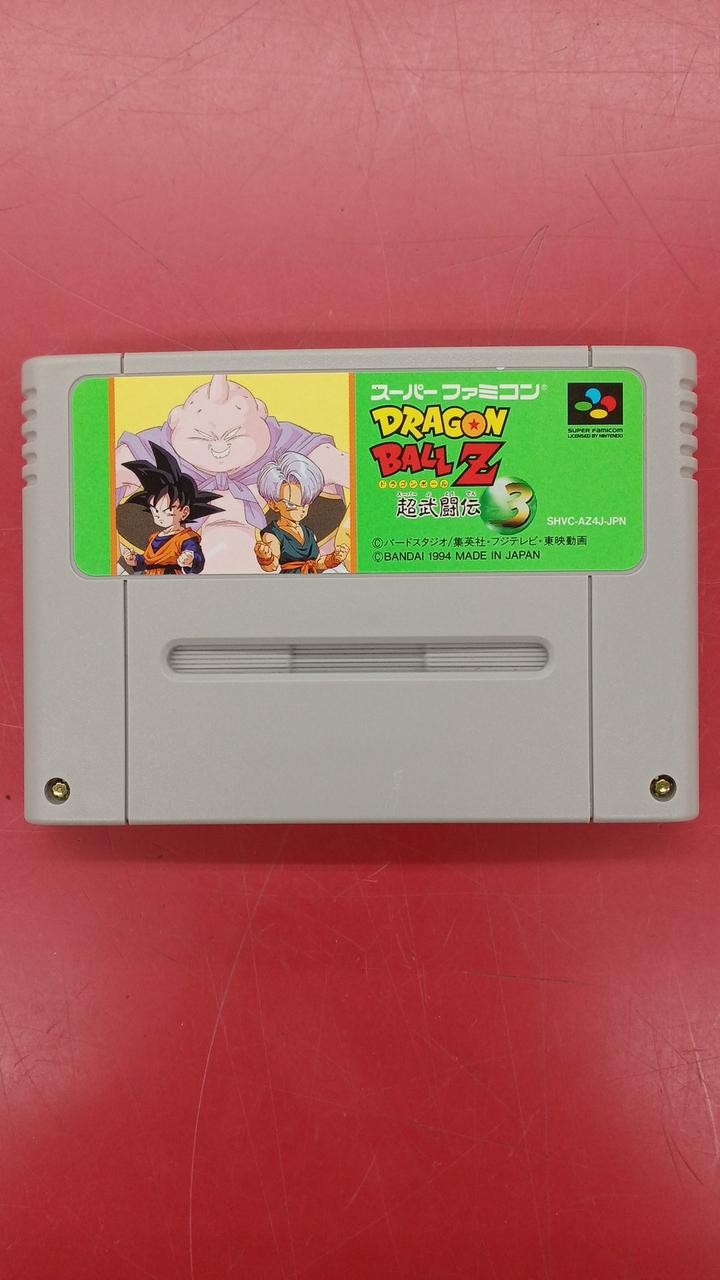 スーパーファミコン®
DRAGON
BALL Z
ドラゴンボール
超武闘伝 3
SUPER FAMICOM
LICENSED BY NINTENDO
SHVC-AZ4J-JPN
©バードスタジオ/集英社・フジテレビ・東映動画
©BANDAI 1994 MADE IN JAPAN